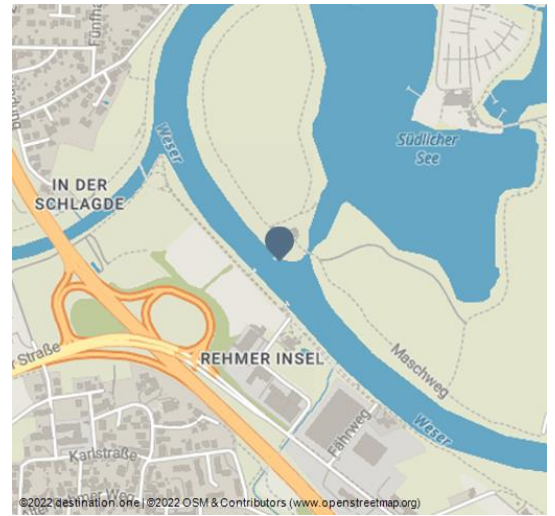 Fünfha
Weser
Südlicher
See
IN DER
SCHLAGDE
REHMER INSEL
r Straße
Maschweg
Fährweg
Weser
Karlstraße
©2022 destination.one | ©2022 OSM & Contributors (www.openstreetmap.org)